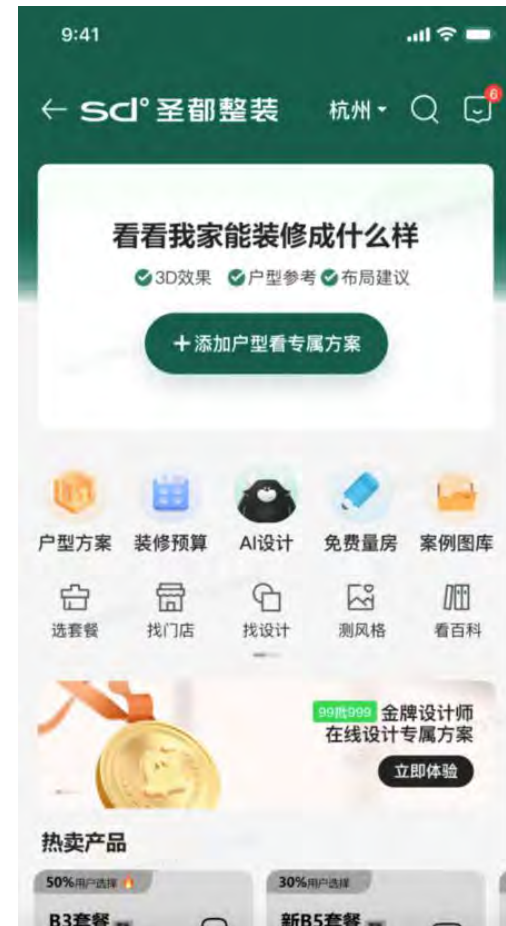 9:41
sd°圣都整装 杭州 6
看看我家能装修成什么样
3D效果 户型参考 布局建议
+添加户型看专属方案
户型方案 装修预算 AI设计 免费量房 案例图库
选套餐 找门店 找设计 测风格 看百科
99抵999 金牌设计师
在线设计专属方案
立即体验
热卖产品
50%用户选择 30%用户选择
B3套餐 新B5套餐